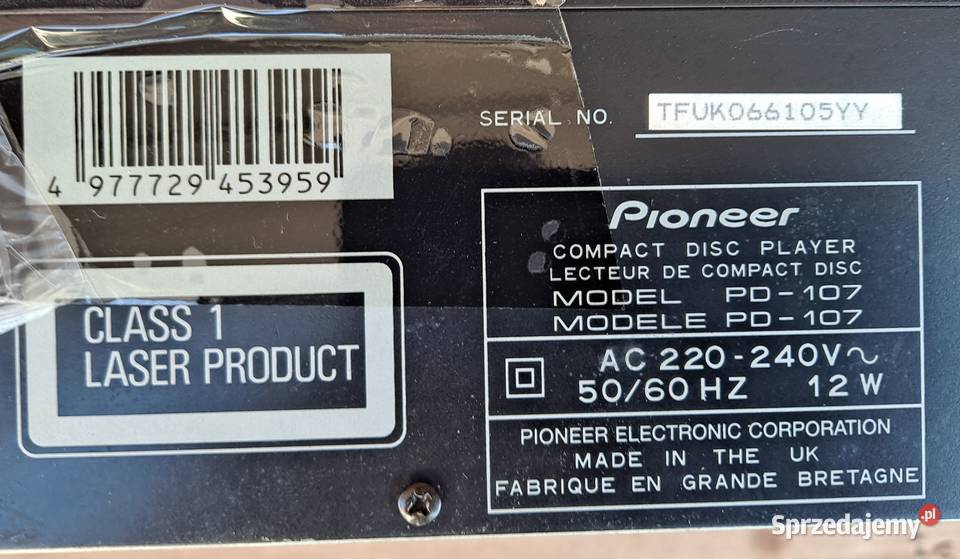 4 977729 453959
SERIAL NO. TFUK066105YY
Pioneer
COMPACT DISC PLAYER
LECTEUR DE COMPACT DISC
MODEL PD-107
MODELE PD-107
CLASS 1
LASER PRODUCT
AC 220-240V~
50/60 HZ 12 W
PIONEER ELECTRONIC CORPORATION
MADE IN THE UK
FABRIQUE EN GRANDE BRETAGNE
Sprzedajemy.pl